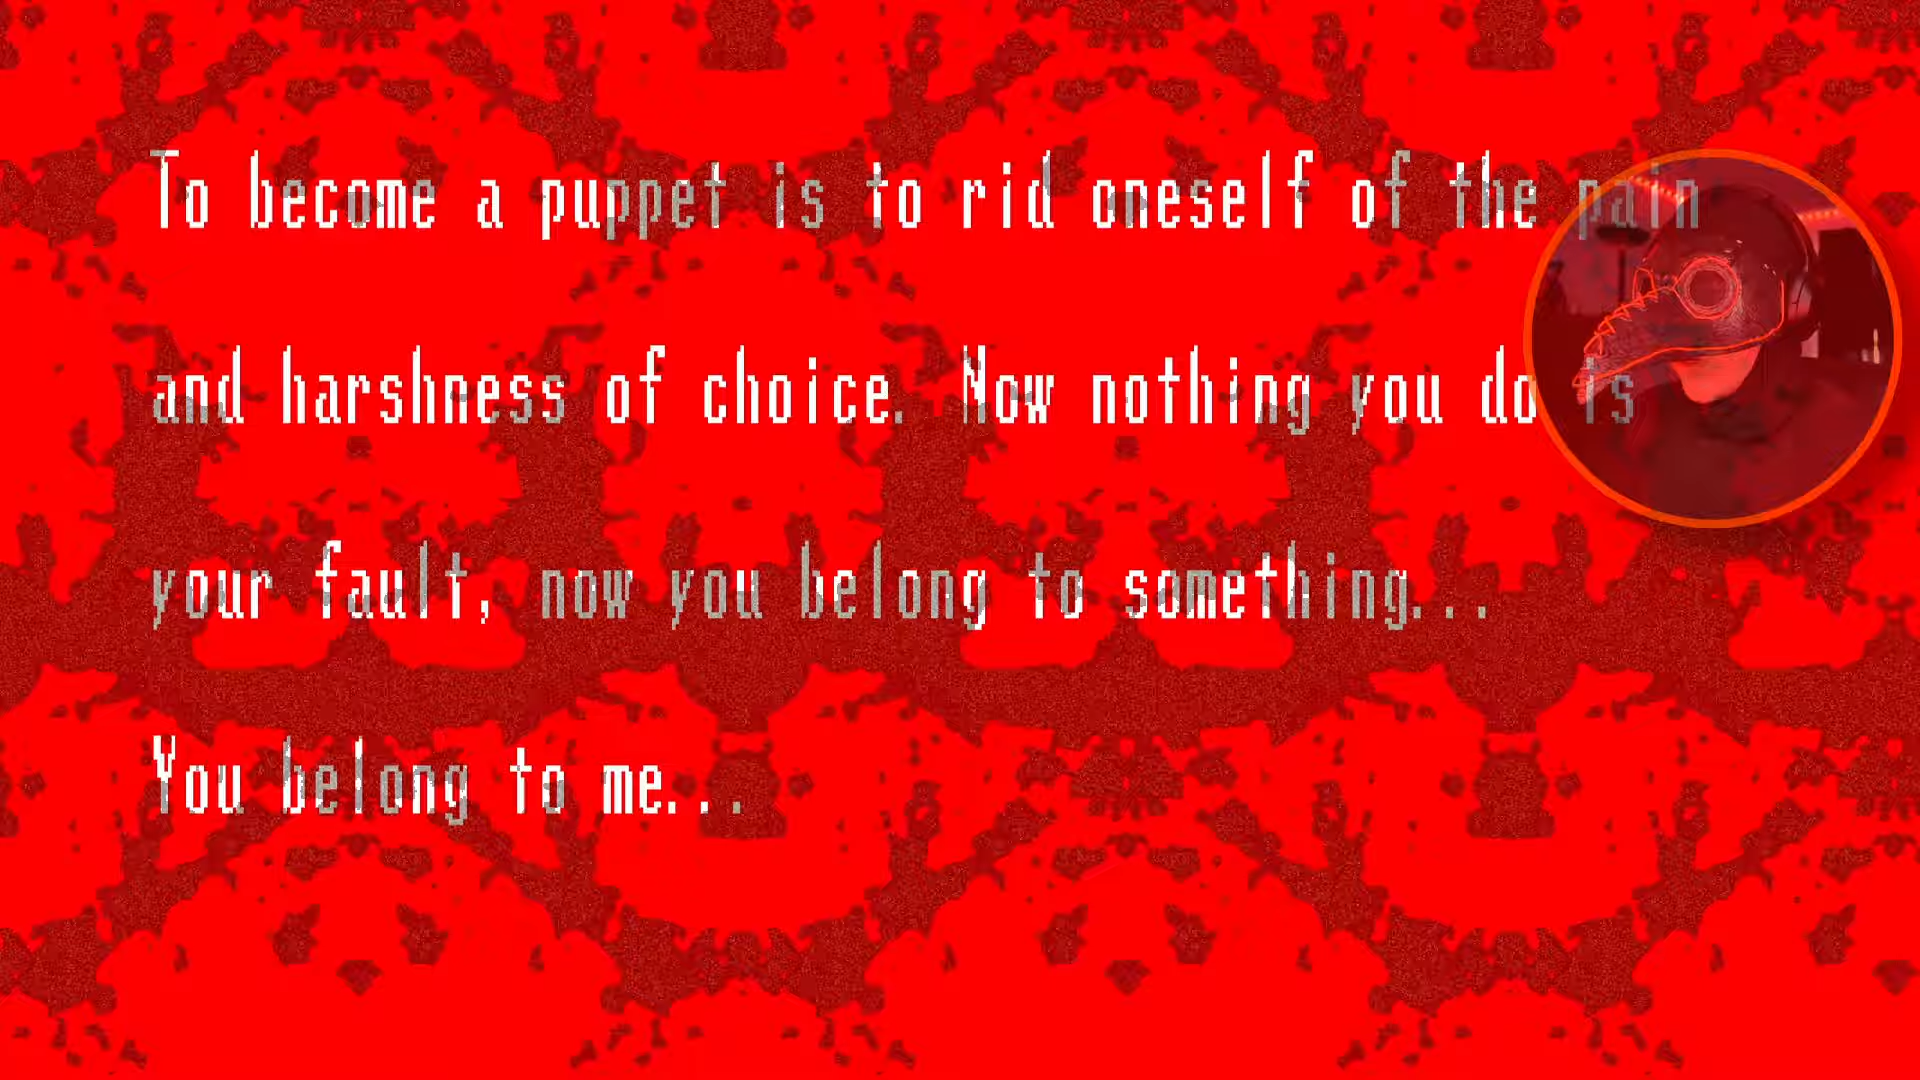 To become a puppet is to rid oneself of the pain
and harshness of choice. Now nothing you do is
your fault, now you belong to something...
You belong to me...